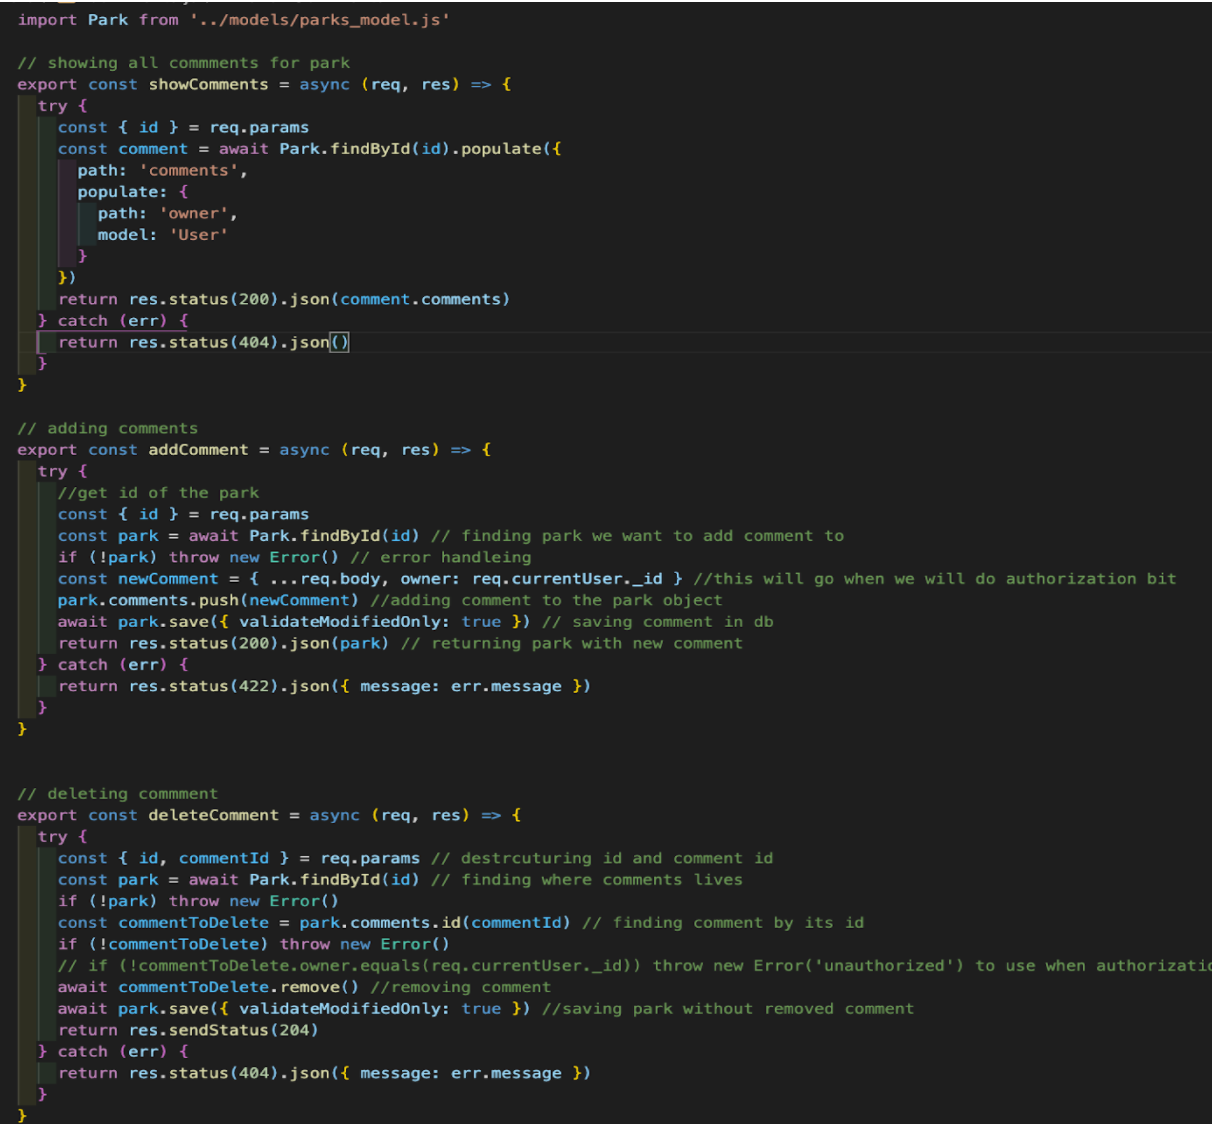 import Park from '../models/parks_model.js'

// showing all commments for park
export const showComments = async (req, res) => {
  try {
    const { id } = req.params
    const comment = await Park.findById(id).populate({
      path: 'comments',
      populate: {
        path: 'owner',
        model: 'User'
      }
    })
    return res.status(200).json(comment.comments)
  } catch (err) {
    return res.status(404).json()
  }
}

// adding comments
export const addComment = async (req, res) => {
  try {
    //get id of the park
    const { id } = req.params
    const park = await Park.findById(id) // finding park we want to add comment to
    if (!park) throw new Error() // error handleing
    const newComment = { ...req.body, owner: req.currentUser._id } //this will go when we will do authorization bit
    park.comments.push(newComment) //adding comment to the park object
    await park.save({ validateModifiedOnly: true }) // saving comment in db
    return res.status(200).json(park) // returning park with new comment
  } catch (err) {
    return res.status(422).json({ message: err.message })
  }
}


// deleting commment
export const deleteComment = async (req, res) => {
  try {
    const { id, commentId } = req.params // destrcuturing id and comment id
    const park = await Park.findById(id) // finding where comments lives
    if (!park) throw new Error()
    const commentToDelete = park.comments.id(commentId) // finding comment by its id
    if (!commentToDelete) throw new Error()
    // if (!commentToDelete.owner.equals(req.currentUser._id)) throw new Error('unauthorized') to use when
    await commentToDelete.remove() //removing comment
    await park.save({ validateModifiedOnly: true }) //saving park without removed comment
    return res.sendStatus(204)
  } catch (err) {
    return res.status(404).json({ message: err.message })
  }
}